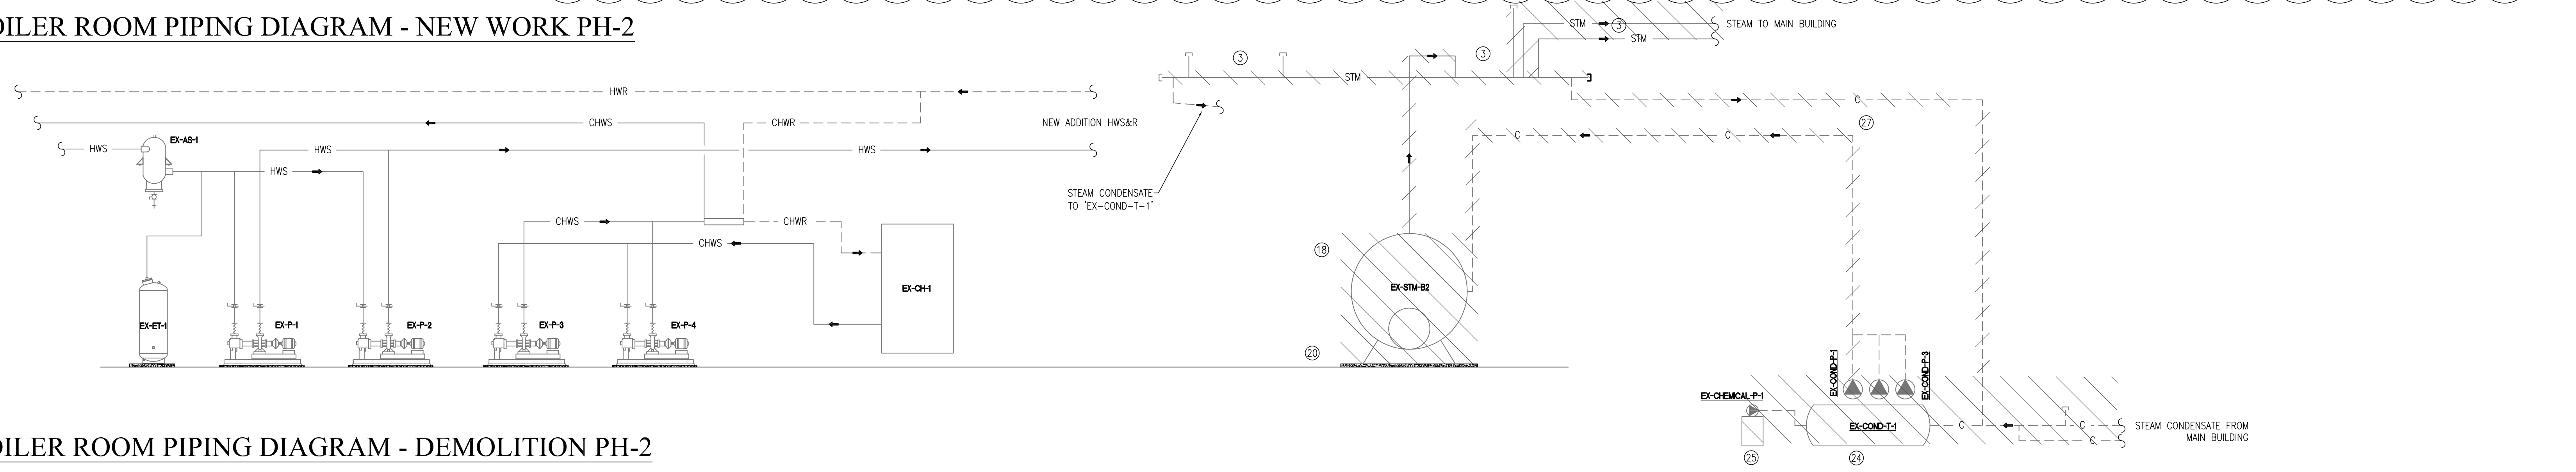 OILER ROOM PIPING DIAGRAM - NEW WORK PH-2
STM
3
STEAM TO MAIN BUILDING
STM
3
3
STM
HWR
C
CHWS
CHWR
NEW ADDITION HWS&R
27
C
C
EX-AS-1
HWS
HWS
HWS
HWS
STEAM CONDENSATE
TO 'EX-COND-T-1'
CHWS
CHWR
CHWS
18
EX-CH-1
EX-STM-B2
EX-ET-1
EX-P-1
EX-P-2
EX-P-3
EX-P-4
20
EX-COND-P-1
EX-COND-P-3
EX-CHEMICAL-P-1
EX-COND-T-1
C
C
C
STEAM CONDENSATE FROM
MAIN BUILDING
25
24
OILER ROOM PIPING DIAGRAM - DEMOLITION PH-2